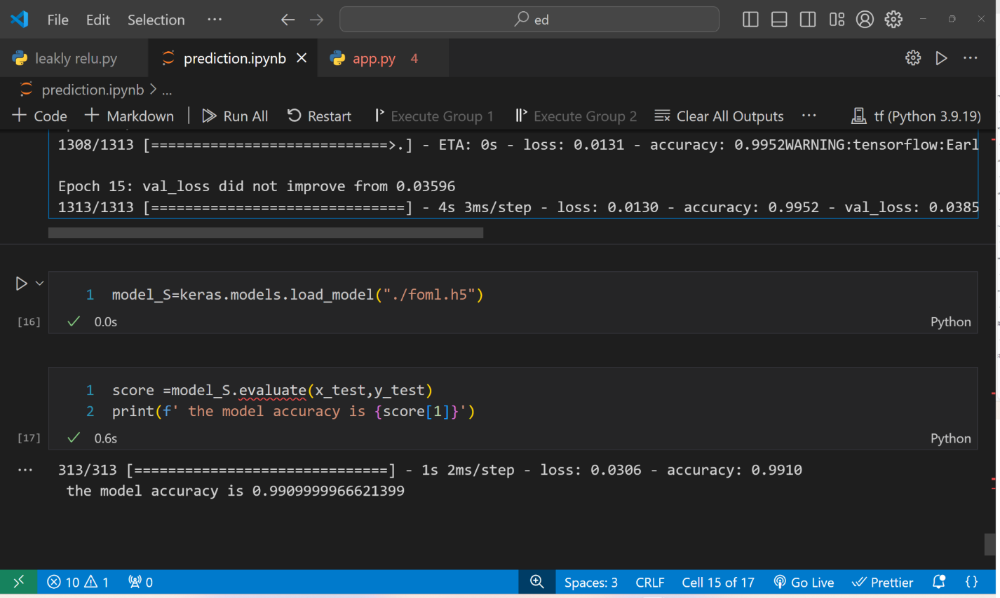 File Edit Selection ··· ed
leakly relu.py prediction.ipynb app.py 4
prediction.ipynb > ...
+ Code + Markdown Run All Restart Execute Group 1 Execute Group 2 Clear All Outputs ··· tf (Python 3.9.19)
1308/1313 [============================>.] - ETA: 0s - loss: 0.0131 - accuracy: 0.9952WARNING:tensorflow:Earl
Epoch 15: val_loss did not improve from 0.03596
1313/1313 [==============================] - 4s 3ms/step - loss: 0.0130 - accuracy: 0.9952 - val_loss: 0.0385
1 model_S=keras.models.load_model("./foml.h5")
[16] 0.0s Python
1 score =model_S.evaluate(x_test,y_test)
2 print(f' the model accuracy is {score[1]}')
[17] 0.6s Python
313/313 [==============================] - 1s 2ms/step - loss: 0.0306 - accuracy: 0.9910
the model accuracy is 0.9909999966621399
10 1 0 Spaces: 3 CRLF Cell 15 of 17 Go Live Prettier {}